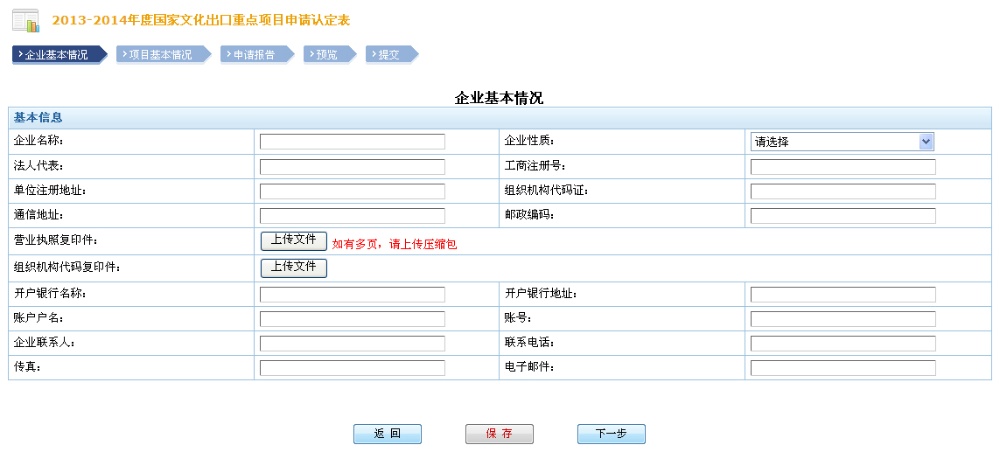 2013-2014年度国家文化出口重点项目申请认定表
企业基本情况 项目基本情况 申请报告 预览 提交
企业基本情况
基本信息
企业名称: 企业性质: 请选择
法人代表: 工商注册号:
单位注册地址: 组织机构代码证:
通信地址: 邮政编码:
营业执照复印件: 上传文件 如有多页，请上传压缩包
组织机构代码复印件: 上传文件
开户银行名称: 开户银行地址:
账户户名: 账号:
企业联系人: 联系电话:
传真: 电子邮件:
返 回 保 存 下一步